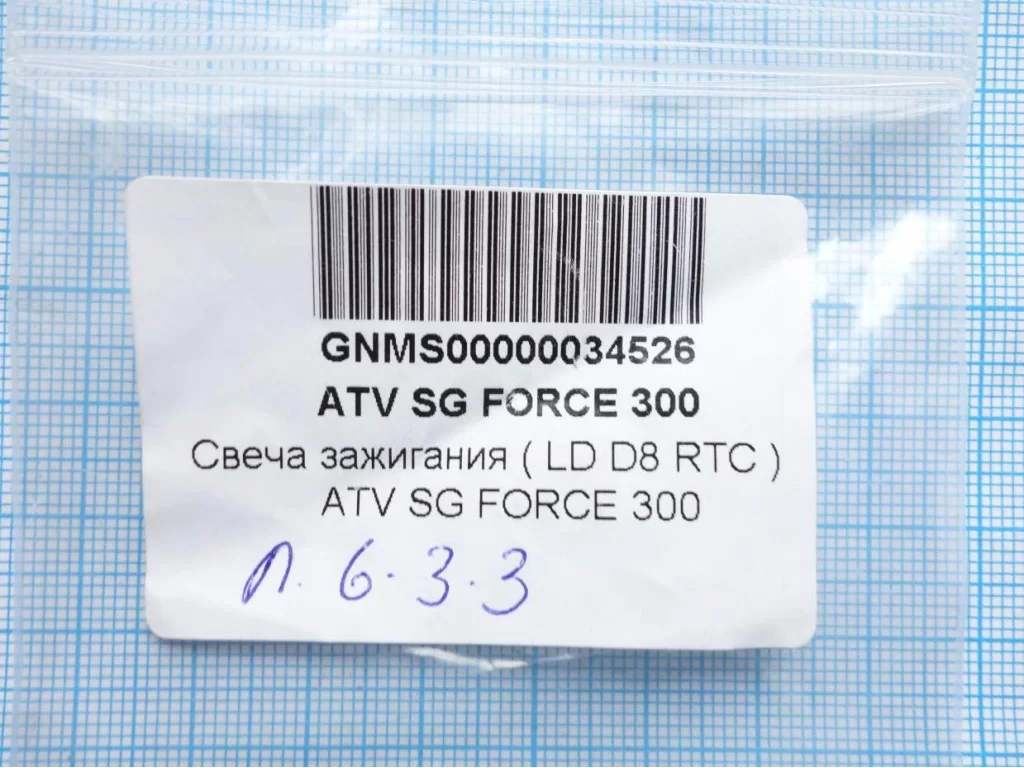 GNMS00000034526
ATV SG FORCE 300
Свеча зажигания ( LD D8 RTC )
ATV SG FORCE 300
П. 6.3.3